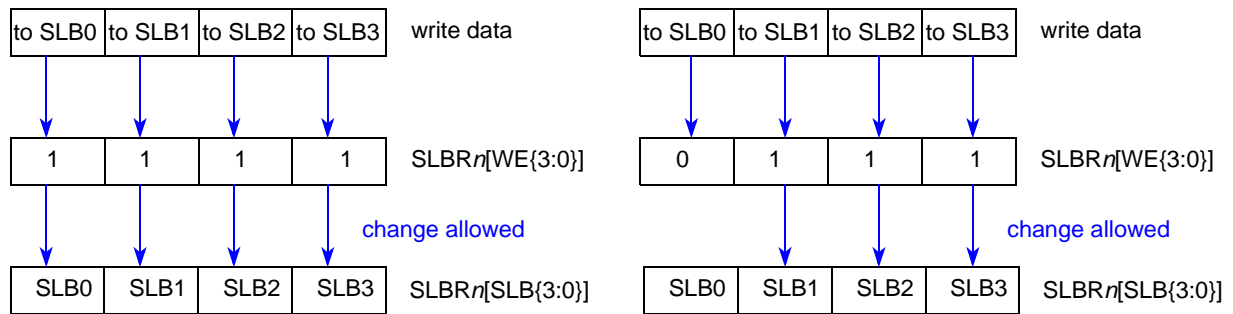 to SLB0 to SLB1 to SLB2 to SLB3 write data to SLB0 to SLB1 to SLB2 to SLB3 write data
1 1 1 1 SLBRn[WE{3:0}] 0 1 1 1 SLBRn[WE{3:0}]
change allowed change allowed
SLB0 SLB1 SLB2 SLB3 SLBRn[SLB{3:0}] SLB0 SLB1 SLB2 SLB3 SLBRn[SLB{3:0}]